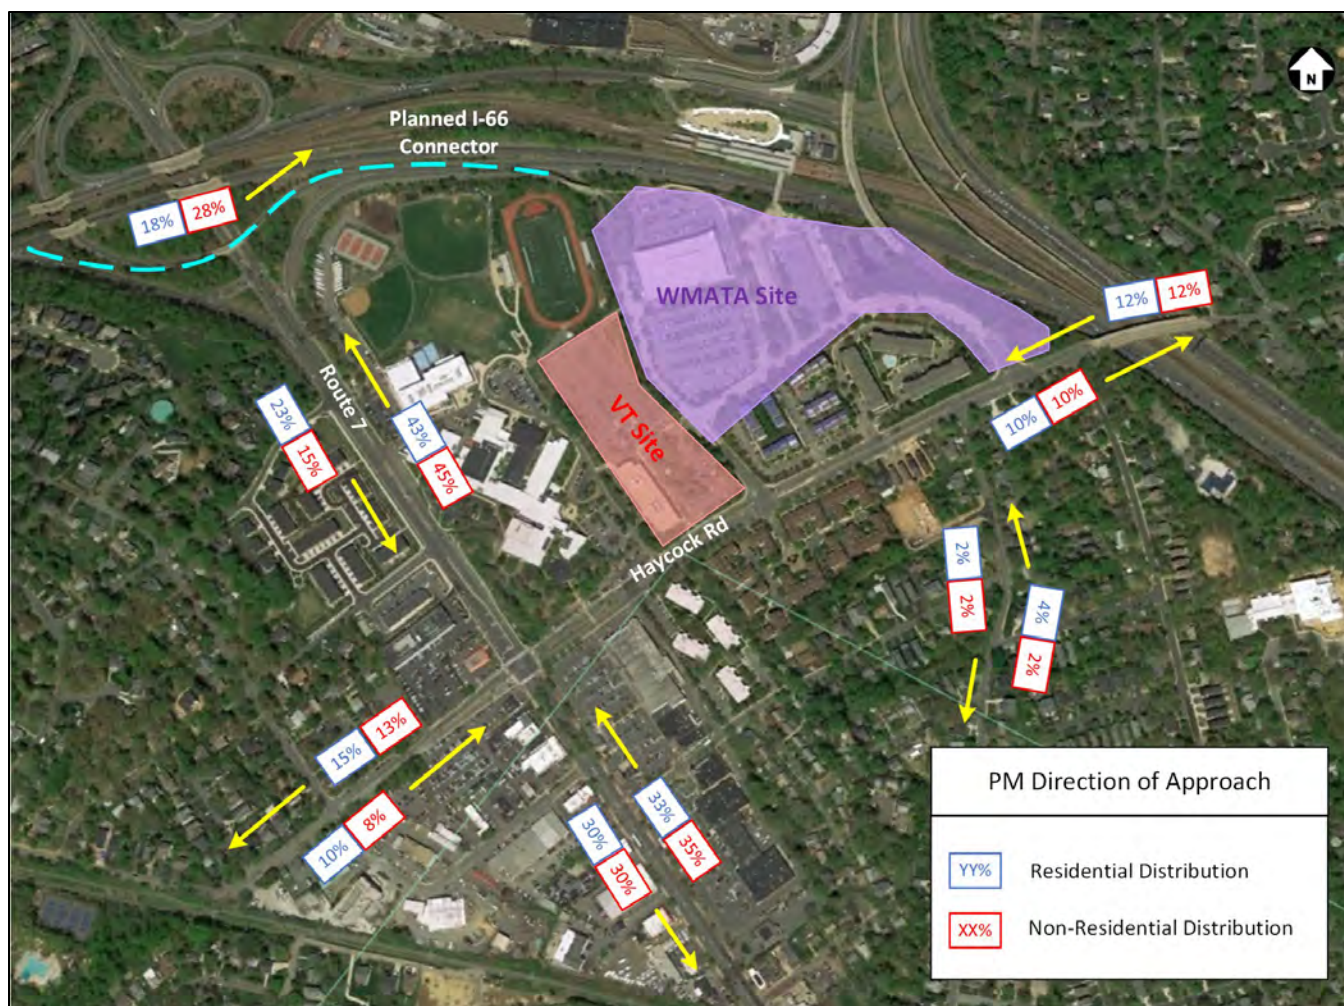 N
Planned I-66
Connector
18% 28%
WMATA Site
12% 12%
Route 7
VT Site
10% 10%
23%
15%
43%
45%
Haycock Rd
2%
2%
4%
2%
15% 13%
10% 8%
30%
30%
33%
35%
PM Direction of Approach
YY% Residential Distribution
XX% Non-Residential Distribution